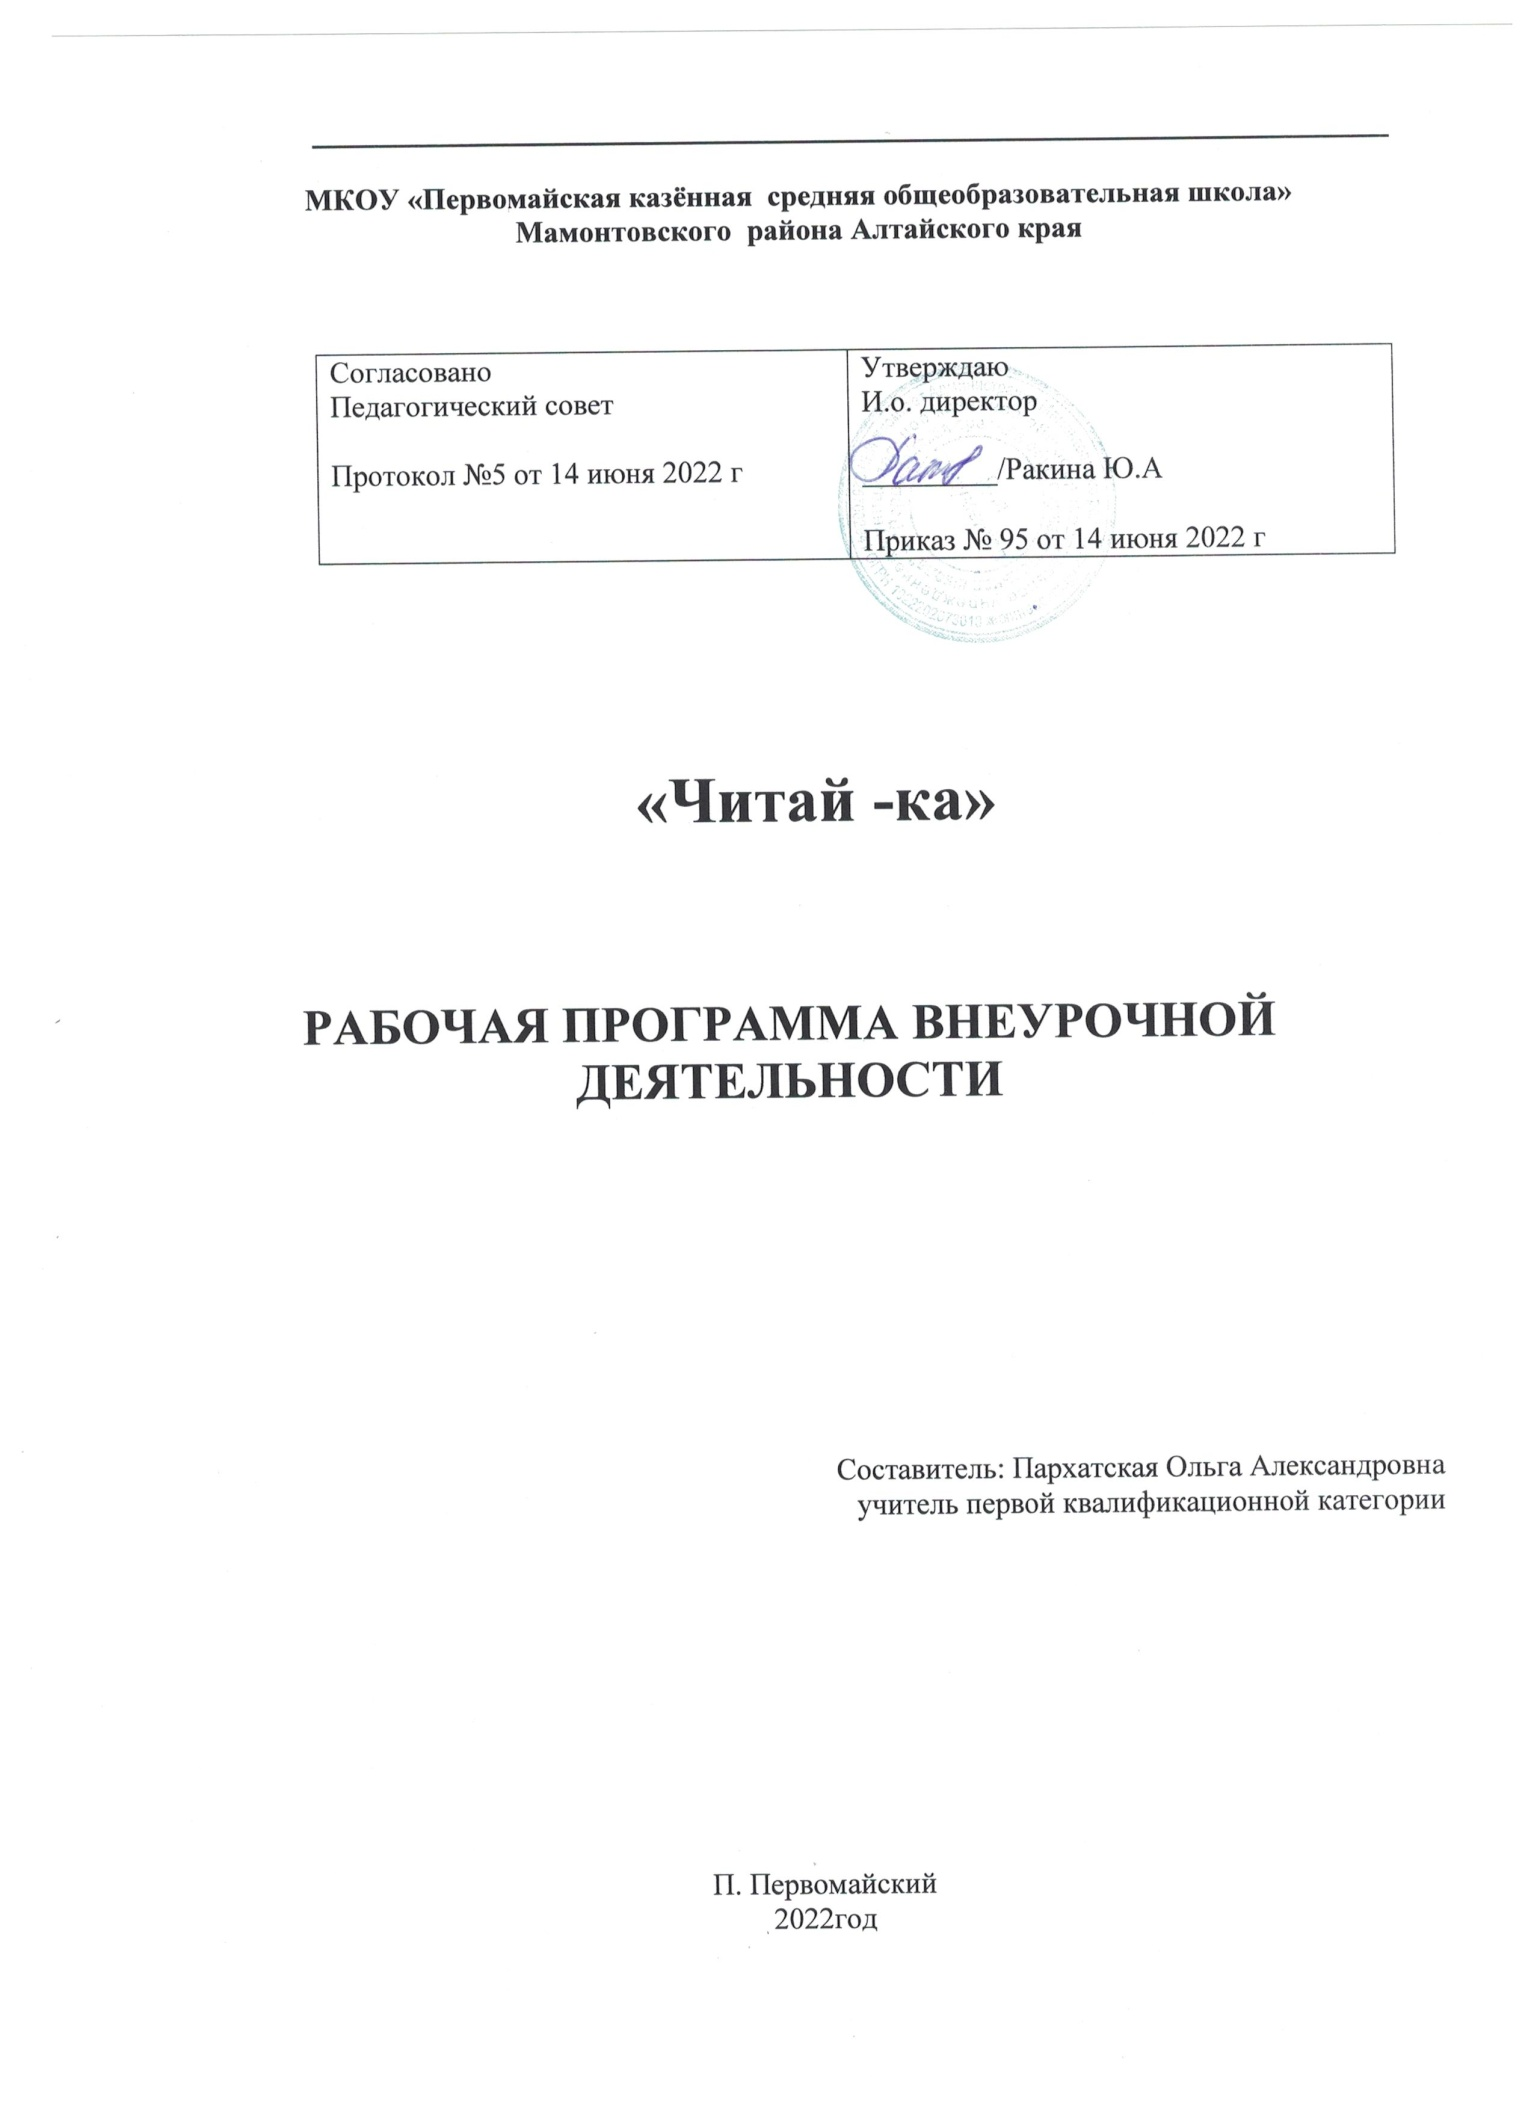 МКОУ «Первомайская казённая средняя общеобразовательная школа»
Мамонтовского района Алтайского края
Согласовано
Педагогический совет
Протокол №5 от 14 июня 2022 г
Утверждаю
И.о. директор
/Ракина Ю.А
Приказ № 95 от 14 июня 2022 г
«Читай -ка»
РАБОЧАЯ ПРОГРАММА ВНЕУРОЧНОЙ
ДЕЯТЕЛЬНОСТИ
Составитель: Пархатская Ольга Александровна
учитель первой квалификационной категории
П. Первомайский
2022год